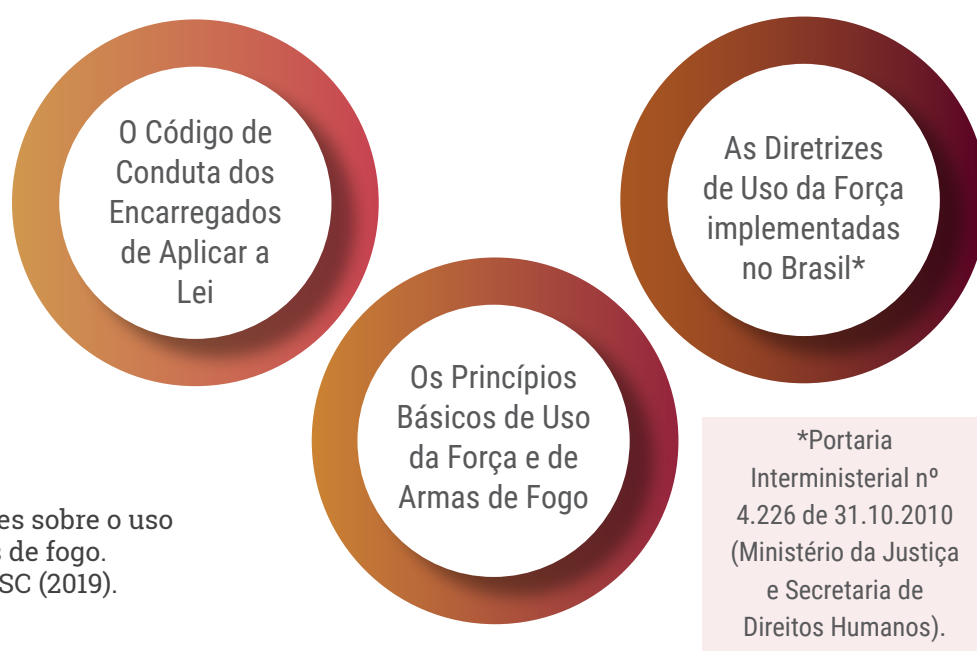 O Código de
Conduta dos
Encarregados
de Aplicar a
Lei
As Diretrizes
de Uso da Força
implementadas
no Brasil*
Os Princípios
Básicos de Uso
da Força e de
Armas de Fogo
*Portaria
Interministerial nº
4.226 de 31.10.2010
(Ministério da Justiça
e Secretaria de
Direitos Humanos).
es sobre o uso
de fogo.
SC (2019).